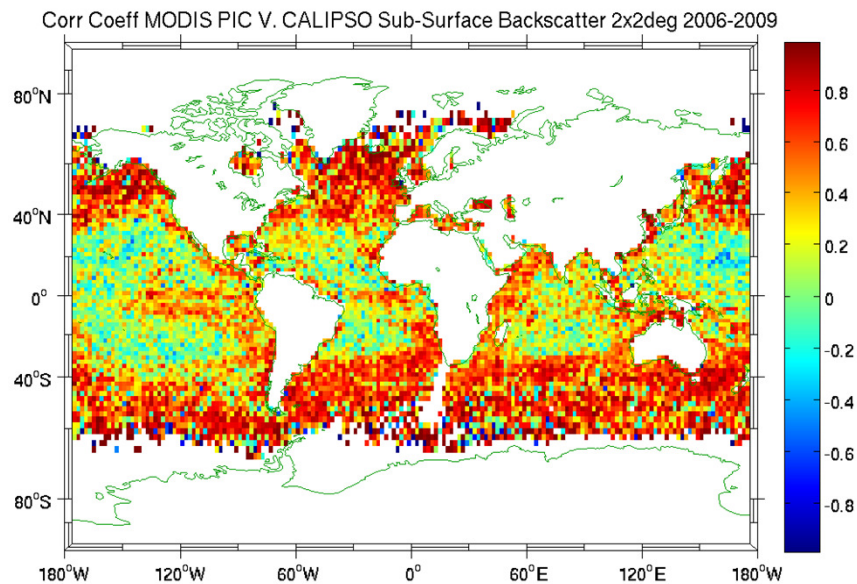 Corr Coeff MODIS PIC V. CALIPSO Sub-Surface Backscatter 2x2deg 2006-2009
80°N
40°N
0°
40°S
80°S
180°W 120°W 60°W 0° 60°E 120°E 180°W
0.8
0.6
0.4
0.2
0
-0.2
-0.4
-0.6
-0.8